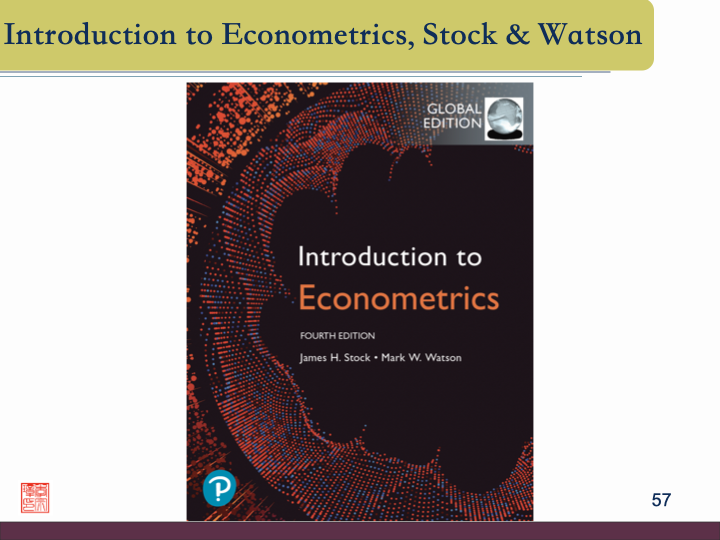 Introduction to Econometrics, Stock & Watson
GLOBAL
EDITION
Introduction to
Econometrics
FOURTH EDITION
James H. Stock • Mark W. Watson
P
57